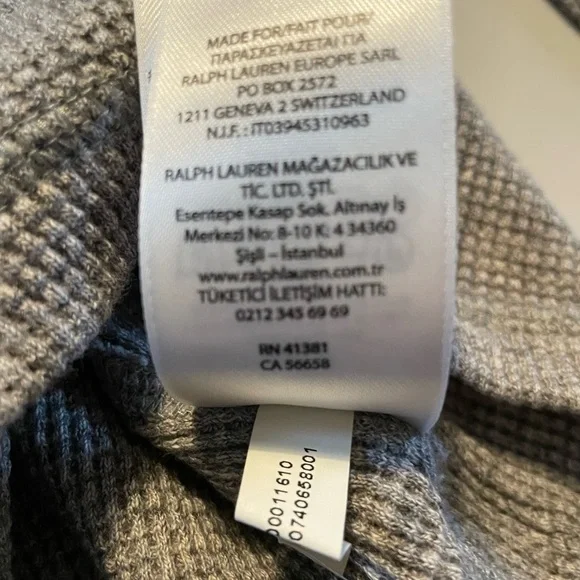 MADE FOR/FAIT POUR/
ΠΑΡΑΣΚΕΥΑΖΕΤΑΙ ΓΙΑ
RALPH LAUREN EUROPE SARL
PO BOX 2572
1211 GENEVA 2 SWITZERLAND
N.I.F.: IT03945310963
RALPH LAUREN MAĞAZACILIK VE
TİC. LTD. ŞTİ.
Esentepe Kasap Sok. Altınay İş
Merkezi No: 8-10 K; 4 34360
Şişli – İstanbul
www.ralphlauren.com.tr
TÜKETİCİ İLETİŞİM HATTI:
0212 345 69 69
RN 41381
CA 56658
00011610
0740658001